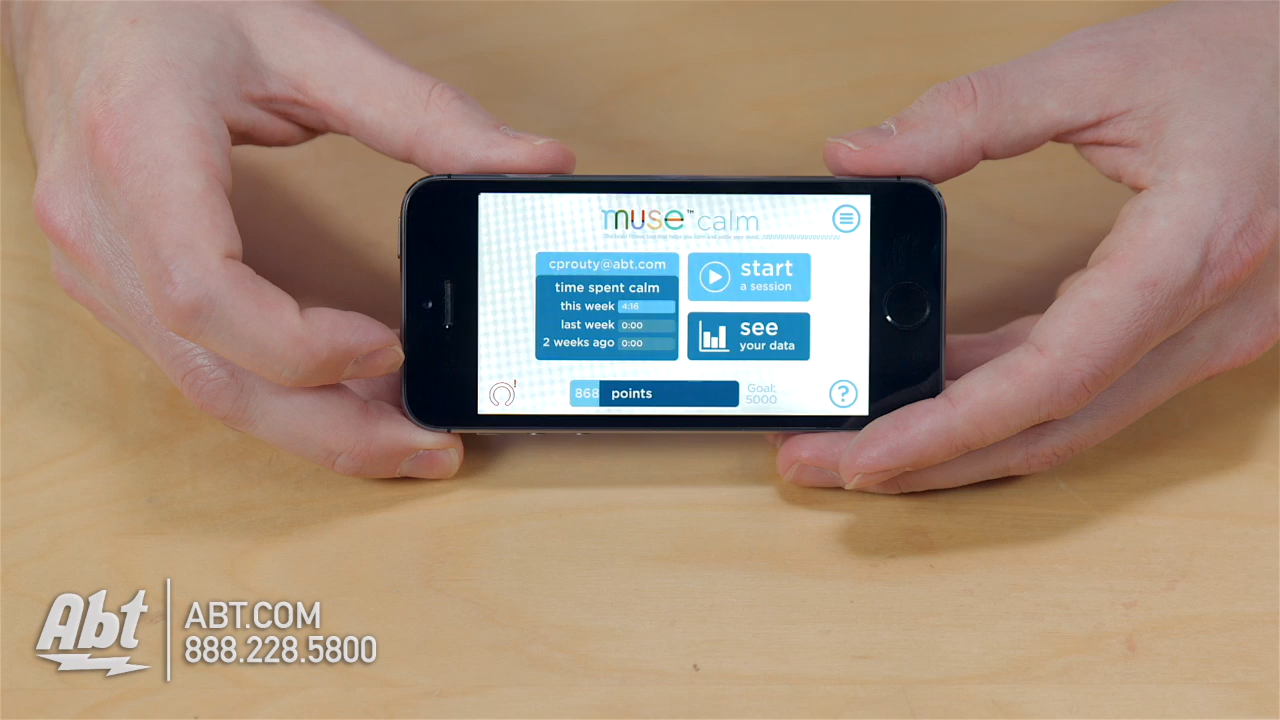 muse™ calm
cprouty@abt.com
time spent calm
this week 4:16
last week 0:00
2 weeks ago 0:00
start
a session
see
your data
868 points
Goal:
5000
?
!
Abt
ABT.COM
888.228.5800